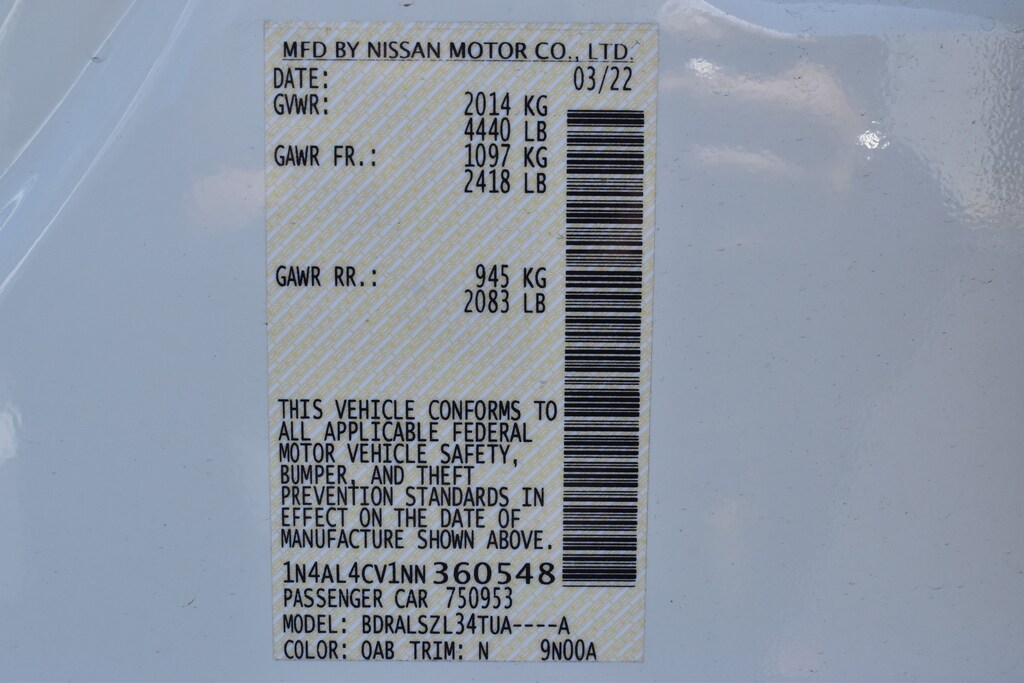 MFD BY NISSAN MOTOR CO., LTD.
DATE: 03/22
GVWR: 2014 KG
4440 LB
GAWR FR.: 1097 KG
2418 LB
GAWR RR.: 945 KG
2083 LB
THIS VEHICLE CONFORMS TO
ALL APPLICABLE FEDERAL
MOTOR VEHICLE SAFETY,
BUMPER, AND THEFT
PREVENTION STANDARDS IN
EFFECT ON THE DATE OF
MANUFACTURE SHOWN ABOVE.
1N4AL4CV1NN360548
PASSENGER CAR 750953
MODEL: BDRALSZL34TUA----A
COLOR: OAB TRIM: N 9N00A